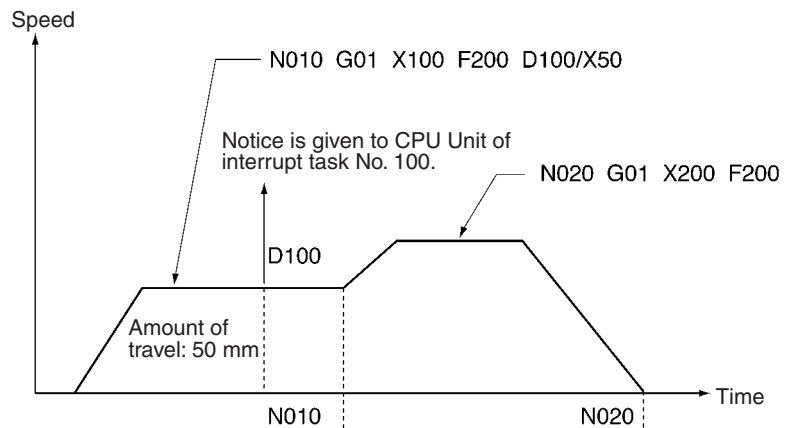 Speed
N010 G01 X100 F200 D100/X50
Notice is given to CPU Unit of
interrupt task No. 100.
N020 G01 X200 F200
D100
Amount of
travel: 50 mm
Time
N010
N020